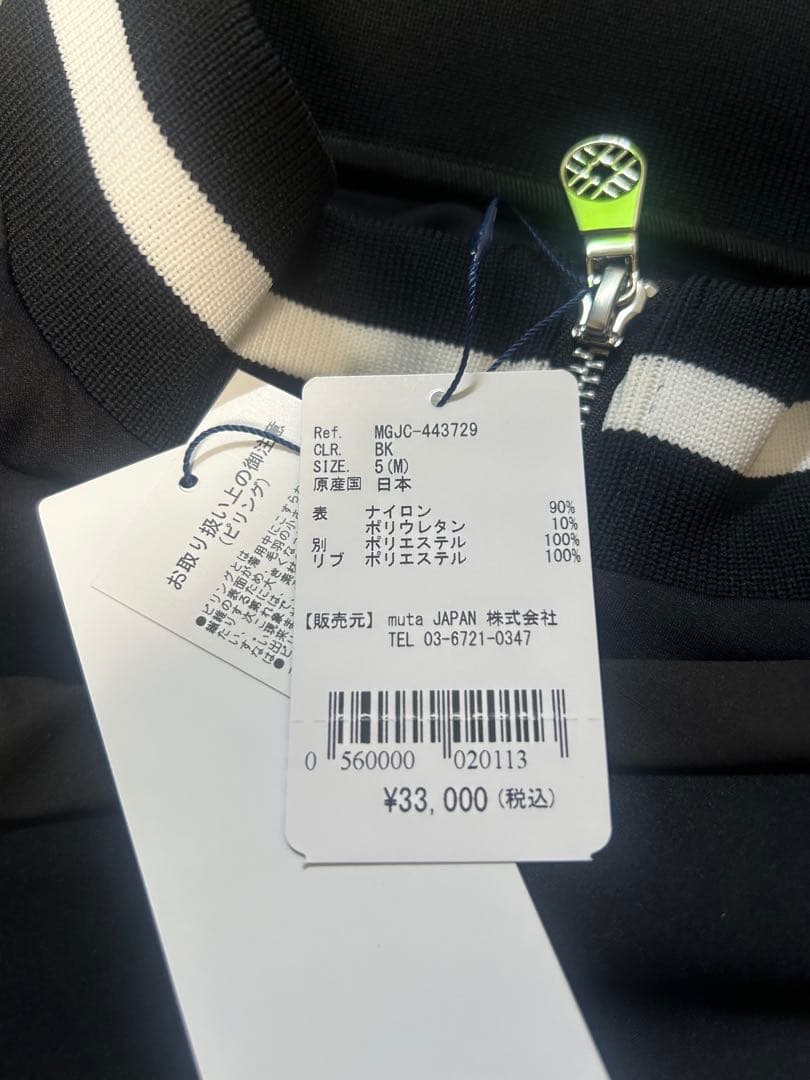 Ref. MGJC-443729
CLR. BK
SIZE. 5(M)
原産国 日本
表 ナイロン 90%
ポリウレタン 10%
別 ポリエステル 100%
リブ ポリエステル 100%
【販売元】 muta JAPAN 株式会社
TEL 03-6721-0347
0 560000 020113
¥33,000(税込)
お取り扱い上の御注意
(ピリング)